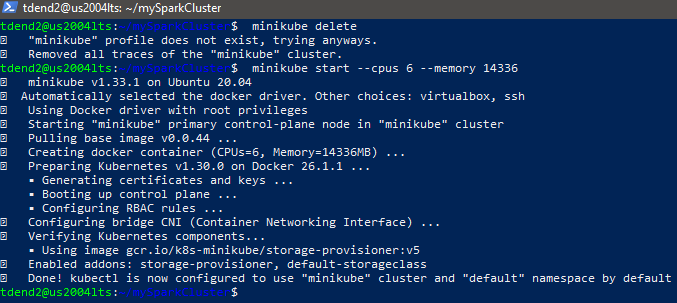 tdend2@us2004lts: ~/mySparkCluster
tdend2@us2004lts:~/mySparkCluster$ minikube delete
"minikube" profile does not exist, trying anyways.
Removed all traces of the "minikube" cluster.
tdend2@us2004lts:~/mySparkCluster$ minikube start --cpus 6 --memory 14336
minikube v1.33.1 on Ubuntu 20.04
Automatically selected the docker driver. Other choices: virtualbox, ssh
Using Docker driver with root privileges
Starting "minikube" primary control-plane node in "minikube" cluster
Pulling base image v0.0.44 ...
Creating docker container (CPUs=6, Memory=14336MB) ...
Preparing Kubernetes v1.30.0 on Docker 26.1.1 ...
▪ Generating certificates and keys ...
▪ Booting up control plane ...
▪ Configuring RBAC rules ...
Configuring bridge CNI (Container Networking Interface) ...
Verifying Kubernetes components...
▪ Using image gcr.io/k8s-minikube/storage-provisioner:v5
Enabled addons: storage-provisioner, default-storageclass
Done! kubectl is now configured to use "minikube" cluster and "default" namespace by default
tdend2@us2004lts:~/mySparkCluster$